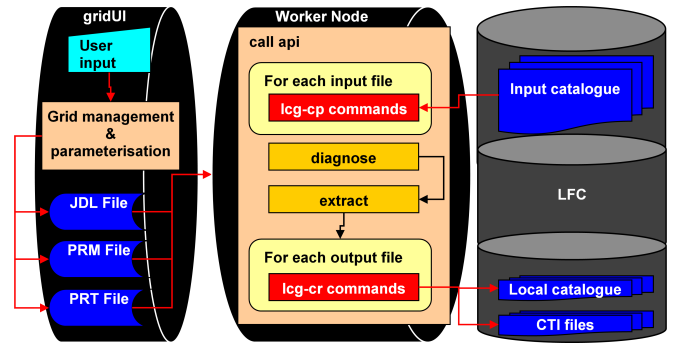 gridUI
User
input
Grid management
&
parameterisation
JDL File
PRM File
PRT File
Worker Node
call api
For each input file
lcg-cp commands
diagnose
extract
For each output file
lcg-cr commands
Input catalogue
LFC
Local catalogue
CTI files